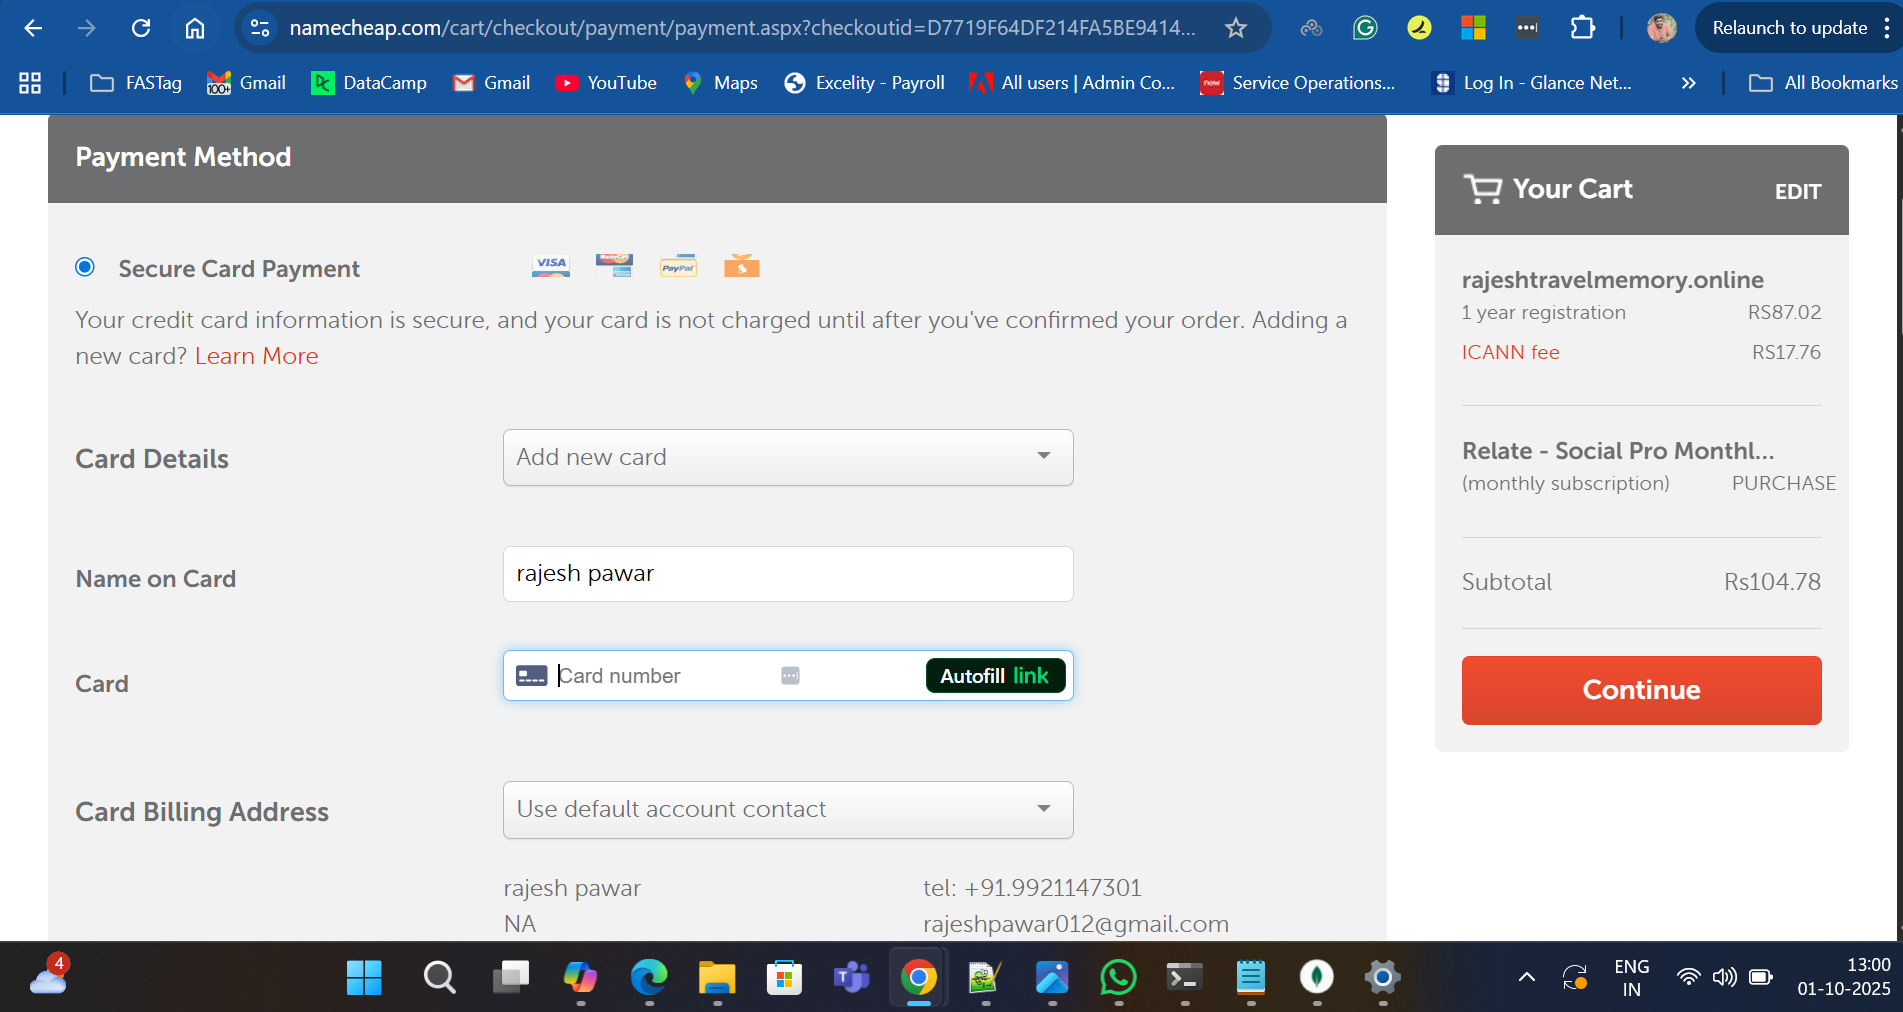 namecheap.com/cart/checkout/payment/payment.aspx?checkoutid=D7719F64DF214FA5BE9414...
Relaunch to update
FASTag
100+
Gmail
DataCamp
Gmail
YouTube
Maps
Excelity - Payroll
All users | Admin Co...
now
Service Operations...
Log In - Glance Net...
»
All Bookmarks
Payment Method
Secure Card Payment
VISA
MasterCard
PayPal
Your credit card information is secure, and your card is not charged until after you've confirmed your order. Adding a
new card? Learn More
Card Details
Add new card
Name on Card
rajesh pawar
Card
Card number
Autofill link
Card Billing Address
Use default account contact
rajesh pawar
tel: +91.9921147301
NA
rajeshpawar012@gmail.com
Your Cart
EDIT
rajeshtravelmemory.online
1 year registration
RS87.02
ICANN fee
RS17.76
Relate - Social Pro Monthl...
(monthly subscription)
PURCHASE
Subtotal
Rs104.78
Continue
4
ENG
IN
13:00
01-10-2025